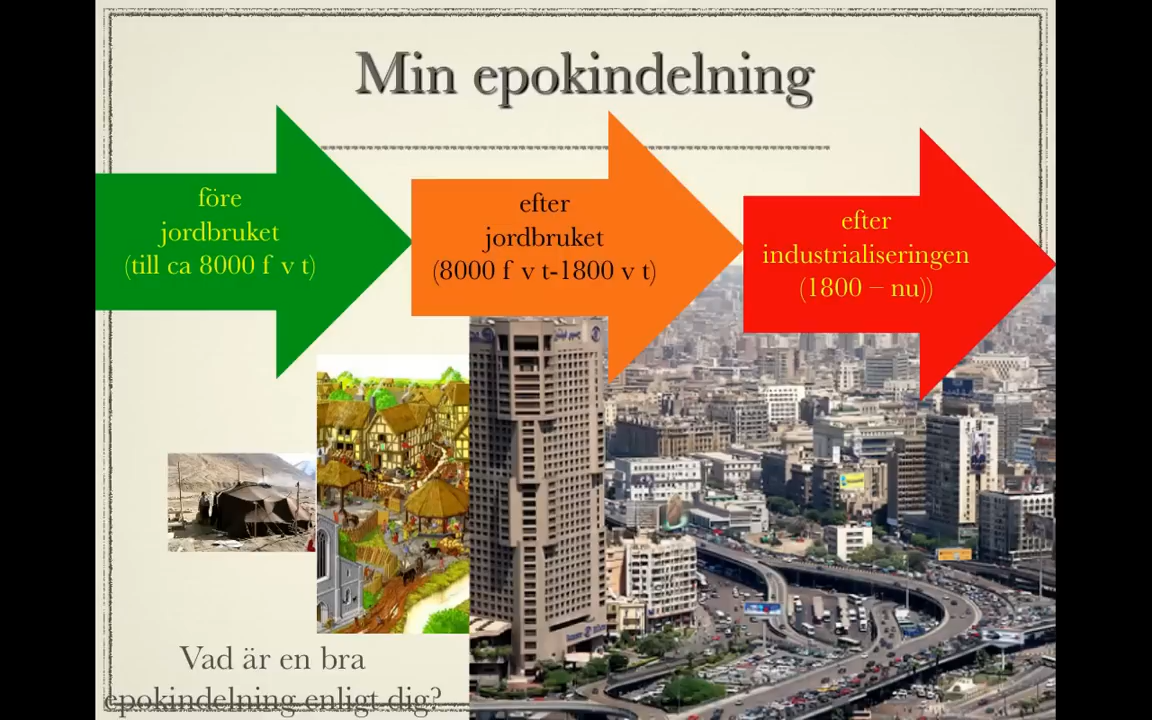 Min epokindelning
före
jordbruket
(till ca 8000 f v t)
efter
jordbruket
(8000 f v t-1800 v t)
efter
industrialiseringen
(1800 – nu))
Vad är en bra
epokindelning enligt dig?